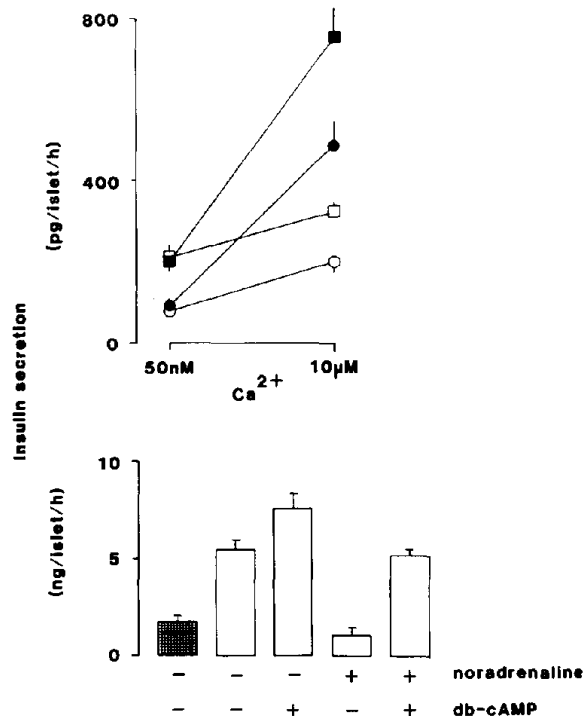 800
400
0
(pg/islet/h)
50nM
10μM
Ca2+
Insulin secretion
10
5
0
(ng/islet/h)
- - - + + noradrenaline
- - + - + db-cAMP